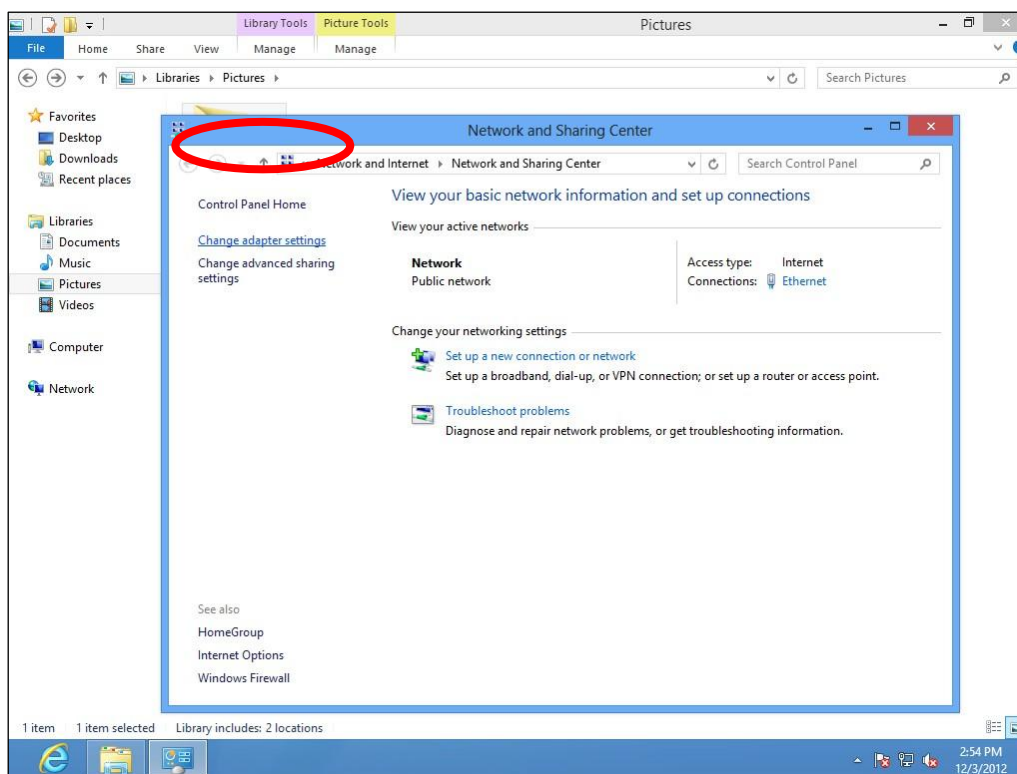 Library Tools Picture Tools Pictures
File Home Share View Manage Manage
Libraries Pictures Search Pictures
Favorites
Desktop
Downloads
Recent places
Libraries
Documents
Music
Pictures
Videos
Computer
Network
Network and Sharing Center
Network and Internet Network and Sharing Center Search Control Panel
Control Panel Home
Change adapter settings
Change advanced sharing
settings
View your basic network information and set up connections
View your active networks
Network Access type: Internet
Public network Connections: Ethernet
Change your networking settings
Set up a new connection or network
Set up a broadband, dial-up, or VPN connection; or set up a router or access point.
Troubleshoot problems
Diagnose and repair network problems, or get troubleshooting information.
See also
HomeGroup
Internet Options
Windows Firewall
1 item 1 item selected Library includes: 2 locations
2:54 PM
12/3/2012